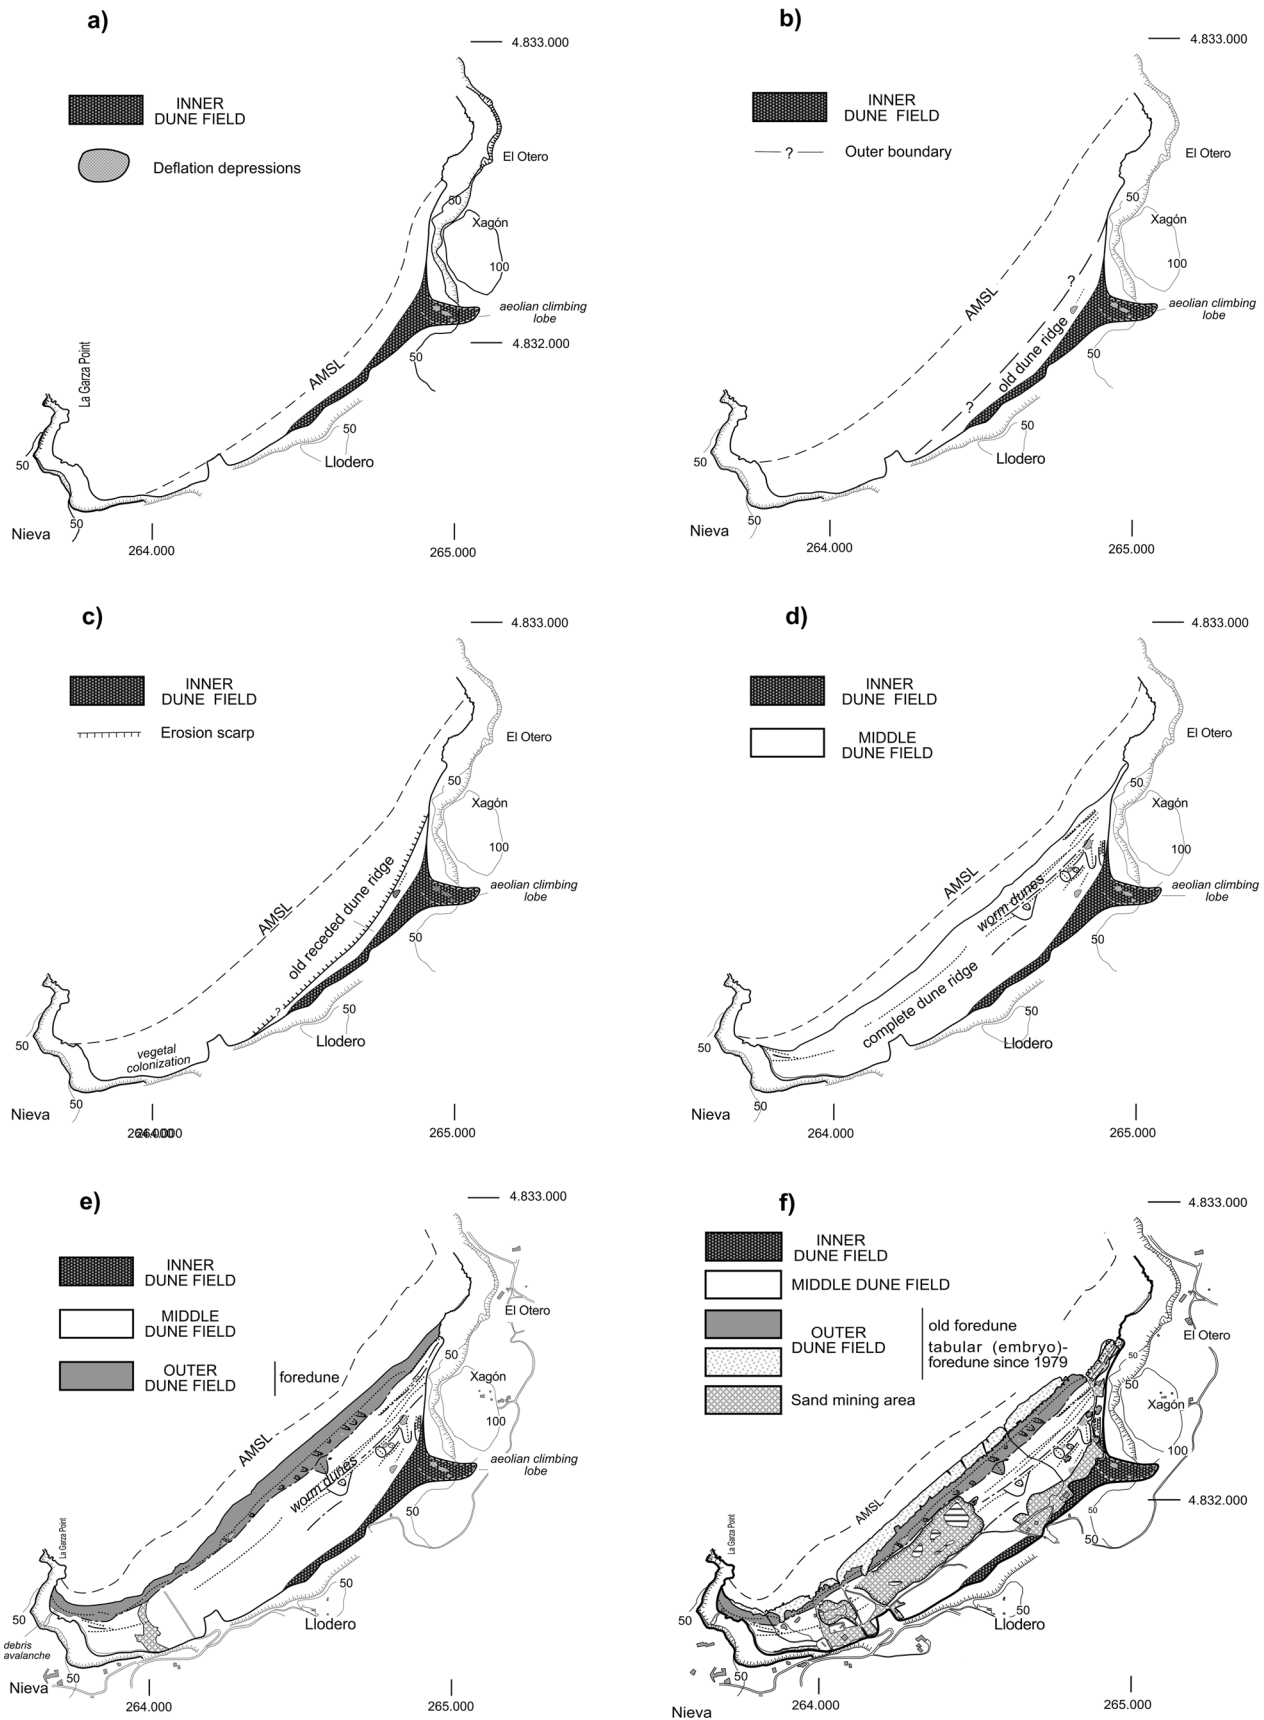 a)
4.833.000
INNER
DUNE FIELD
Deflation depressions
El Otero
50
Xagón
100
aeolian climbing
lobe
4.832.000
50
AMSL
La Garza Point
50
Llodero
50
50
Nieva
264.000
265.000
b)
4.833.000
INNER
DUNE FIELD
? Outer boundary
El Otero
50
Xagón
100
?
AMSL
aeolian climbing
lobe
old dune ridge
50
?
50
Llodero
50
50
Nieva
264.000
265.000
c)
4.833.000
INNER
DUNE FIELD
Erosion scarp
El Otero
50
Xagón
100
old receded dune ridge
aeolian climbing
lobe
AMSL
50
?
50
Llodero
50
vegetal
colonization
50
Nieva
264.000
265.000
d)
4.833.000
INNER
DUNE FIELD
MIDDLE
DUNE FIELD
El Otero
50
Xagón
100
AMSL
worm dunes
aeolian climbing
lobe
50
complete dune ridge
50
Llodero
50
50
Nieva
264.000
265.000
e)
4.833.000
INNER
DUNE FIELD
MIDDLE
DUNE FIELD
OUTER
DUNE FIELD
foredune
El Otero
50
Xagón
100
AMSL
aeolian climbing
lobe
worm dunes
50
La Garza Point
50
Llodero
50
debris
avalanche
50
Nieva
264.000
265.000
f)
4.833.000
INNER
DUNE FIELD
MIDDLE DUNE FIELD
OUTER
DUNE FIELD
old foredune
tabular (embryo)-
foredune since 1979
Sand mining area
El Otero
50
50
Xagón
100
AMSL
4.832.000
50
50
La Garza Point
50
Llodero
50
50
Nieva
264.000
265.000